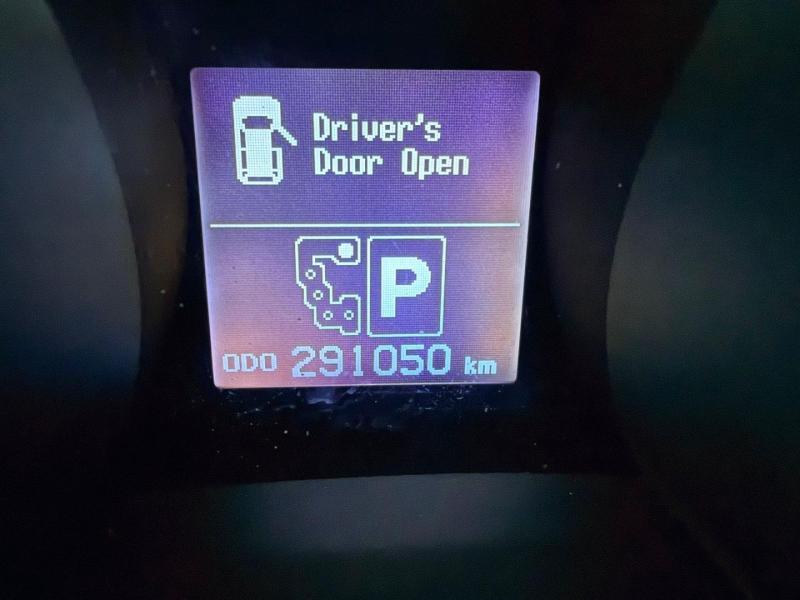 Driver's
Door Open
P
ODO 291050 km